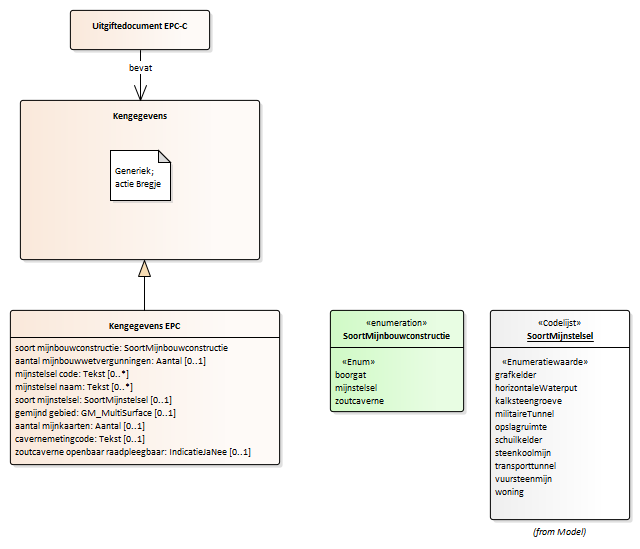 Uitgiftedocument EPC-C
bevat
Kengegevens
Generiek;
actie Bregje
Kengegevens EPC
soort mijnbouwconstructie: SoortMijnbouwconstructie
aantal mijnbouwwetvergunningen: Aantal [0..1]
mijnstelsel code: Tekst [0..*]
mijnstelsel naam: Tekst [0..*]
soort mijnstelsel: SoortMijnstelsel [0..1]
gemijnd gebied: GM_MultiSurface [0..1]
aantal mijnkaarten: Aantal [0..1]
cavernemetingcode: Tekst [0..1]
zoutcaverne openbaar raadpleegbaar: IndicatieJaNee [0..1]
«enumeration»
SoortMijnbouwconstructie
«Enum»
boorgat
mijnstelsel
zoutcaverne
«Codelijst»
SoortMijnstelsel
«Enumeratiewaarde»
grafkelder
horizontaleWaterput
kalksteengroeve
militaireTunnel
opslagruimte
schuilkelder
steenkoolmijn
transporttunnel
vuursteenmijn
woning
(from Model)